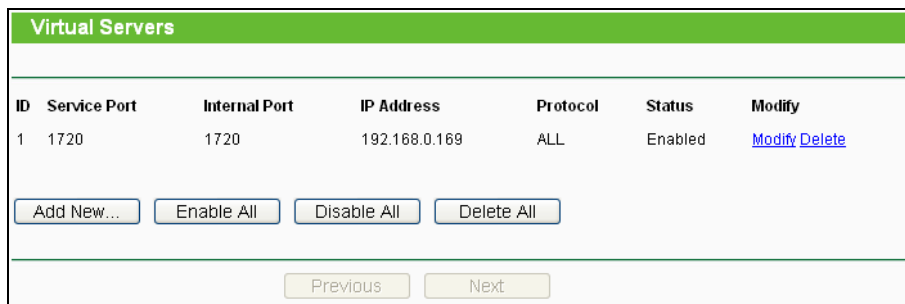 Virtual Servers
ID Service Port Internal Port IP Address Protocol Status Modify
1 1720 1720 192.168.0.169 ALL Enabled Modify Delete
Add New... Enable All Disable All Delete All
Previous Next